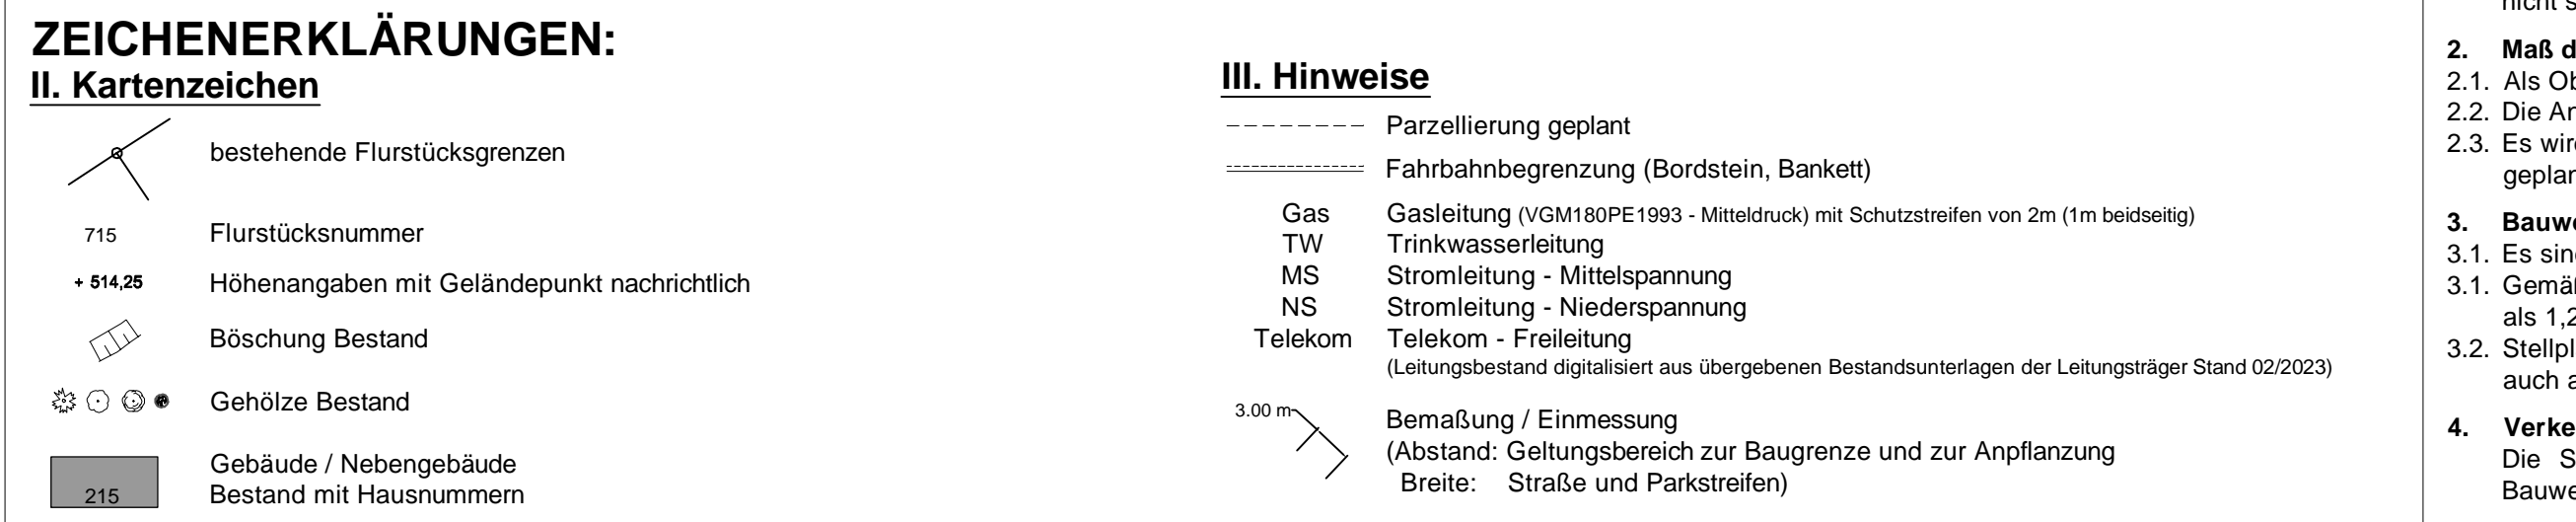 ZEICHENERKLÄRUNGEN:
II. Kartenzeichen
bestehende Flurstücksgrenzen
715 Flurstücksnummer
+ 514,25 Höhenangaben mit Geländepunkt nachrichtlich
Böschung Bestand
Gehölze Bestand
Gebäude / Nebengebäude
215 Bestand mit Hausnummern
III. Hinweise
Parzellierung geplant
Fahrbahnbegrenzung (Bordstein, Bankett)
Gas Gasleitung (VGM180PE1993 - Mitteldruck) mit Schutzstreifen von 2m (1m beidseitig)
TW Trinkwasserleitung
MS Stromleitung - Mittelspannung
NS Stromleitung - Niederspannung
Telekom Telekom - Freileitung
(Leitungsbestand digitalisiert aus übergebenen Bestandsunterlagen der Leitungsträger Stand 02/2023)
3.00 m Bemaßung / Einmessung
(Abstand: Geltungsbereich zur Baugrenze und zur Anpflanzung
Breite: Straße und Parkstreifen)
nicht
2. Maß
2.1. Als
2.2. Die
2.3. Es
3.
3.1. Es
3.1.
als
3.2.
auch
4.
Die